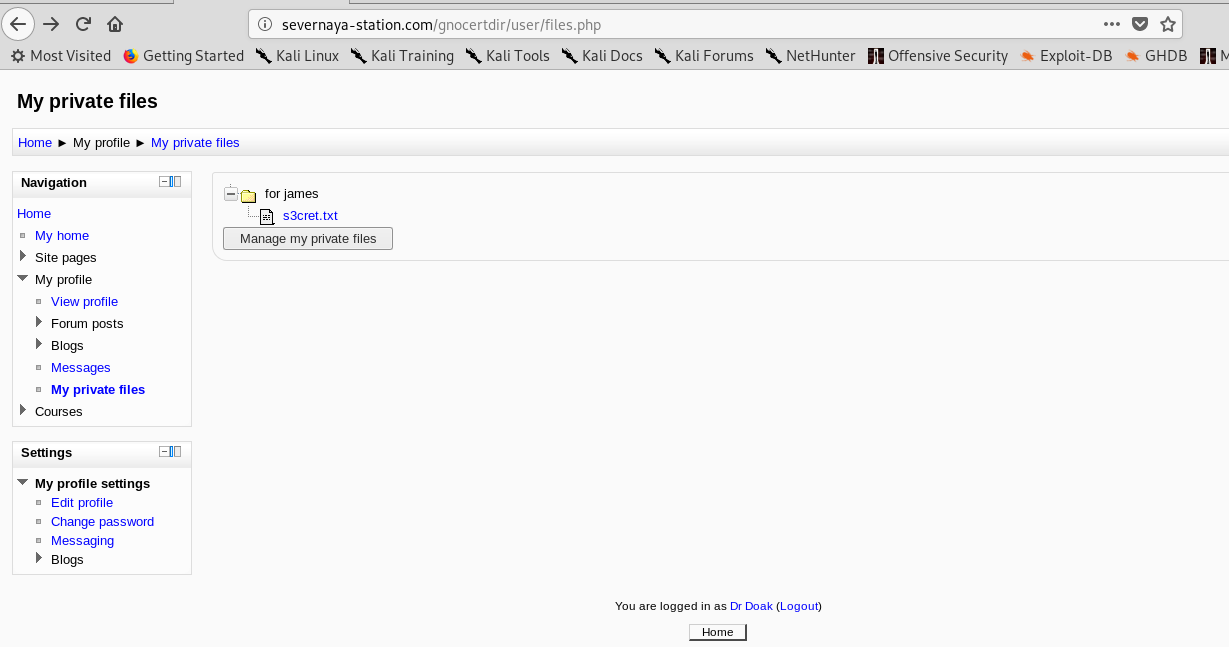 severnaya-station.com/gnocertdir/user/files.php
Most Visited Getting Started Kali Linux Kali Training Kali Tools Kali Docs Kali Forums NetHunter Offensive Security Exploit-DB GHDB M
My private files
Home ► My profile ► My private files
Navigation
Home
My home
Site pages
My profile
View profile
Forum posts
Blogs
Messages
My private files
Courses
Settings
My profile settings
Edit profile
Change password
Messaging
Blogs
for james
s3cret.txt
Manage my private files
You are logged in as Dr Doak (Logout)
Home